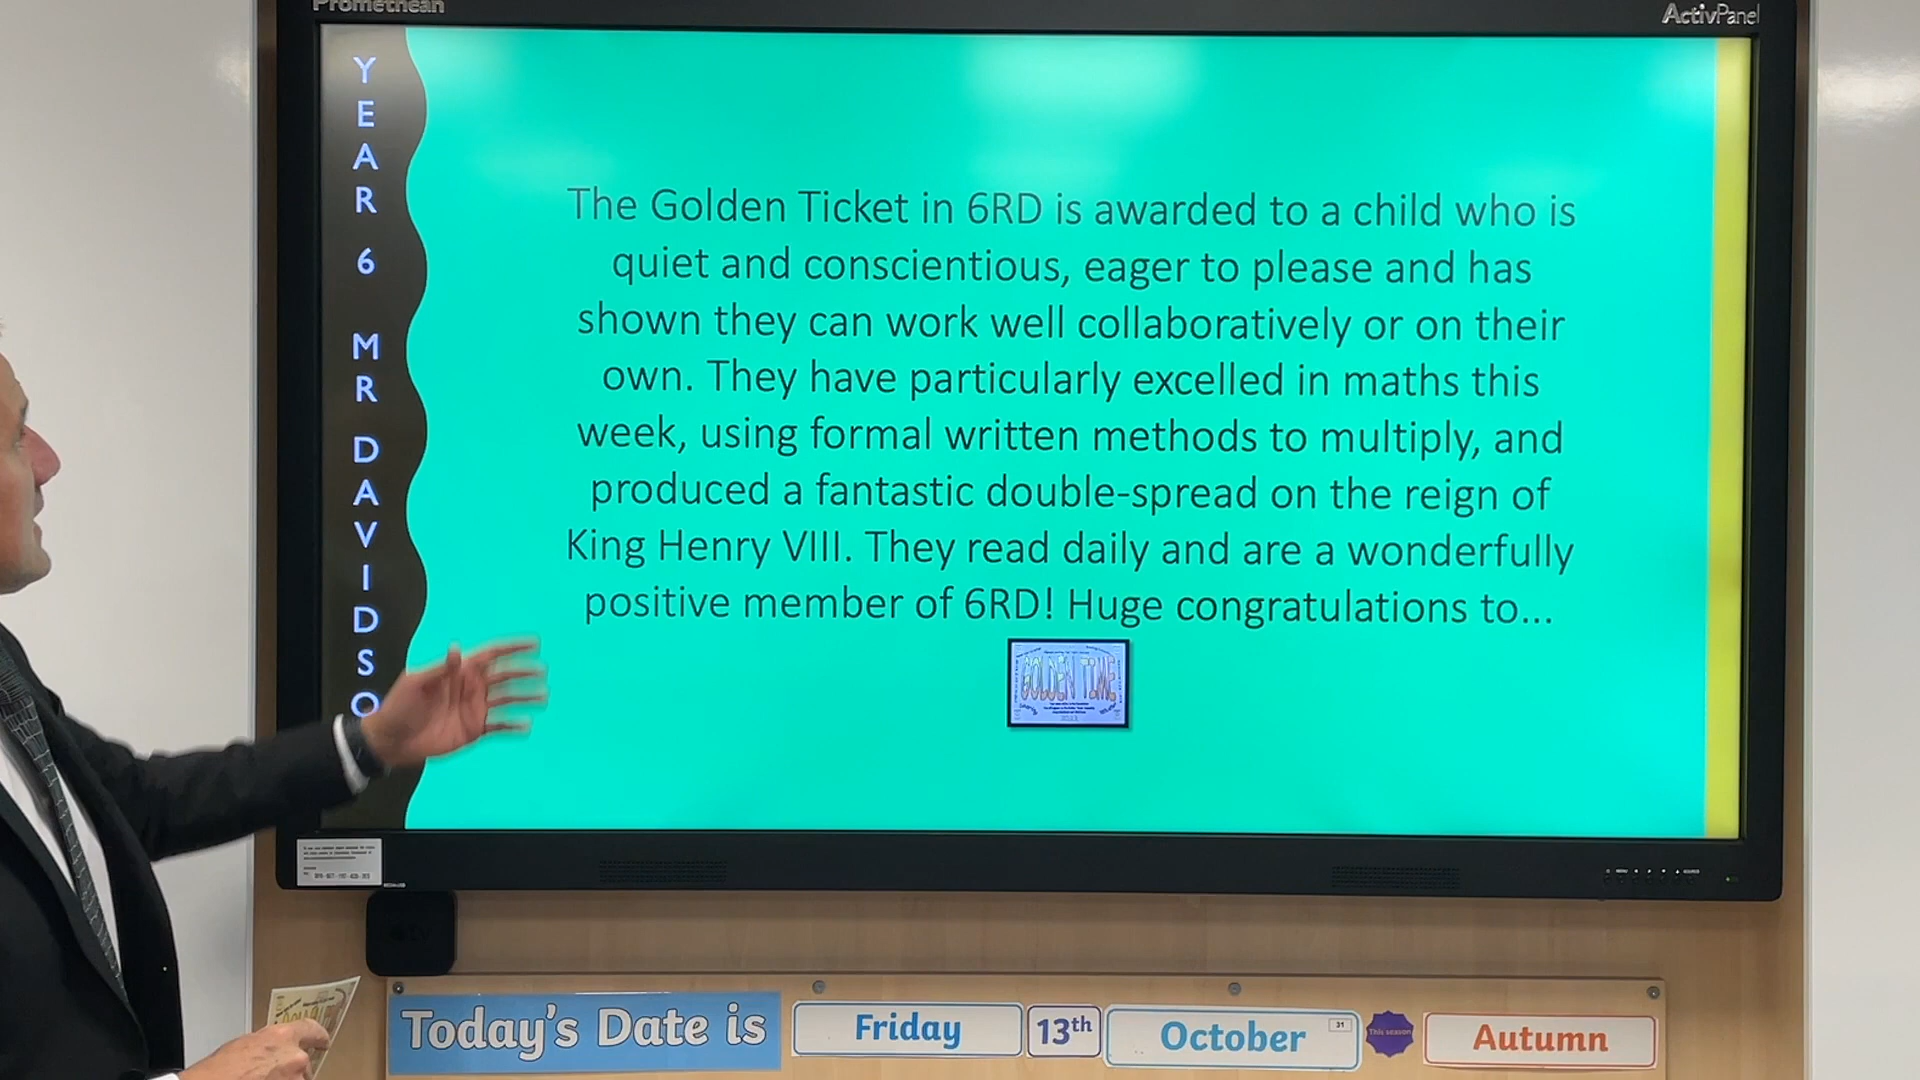 Promethean
ActivPanel
YEAR 6 MR DAVIDSO
The Golden Ticket in 6RD is awarded to a child who is
quiet and conscientious, eager to please and has
shown they can work well collaboratively or on their
own. They have particularly excelled in maths this
week, using formal written methods to multiply, and
produced a fantastic double-spread on the reign of
King Henry VIII. They read daily and are a wonderfully
positive member of 6RD! Huge congratulations to...
GOLDEN TIME
Today's Date is
Friday
13th
October
31
This season
Autumn